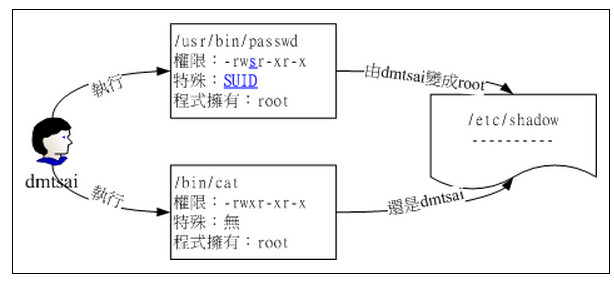 /usr/bin/passwd
權限：-rwsr-xr-x
特殊：SUID
程式擁有：root
執行
由dmtsai變成root
/etc/shadow
----------
dmtsai
執行
/bin/cat
權限：-rwxr-xr-x
特殊：無
程式擁有：root
還是dmtsai